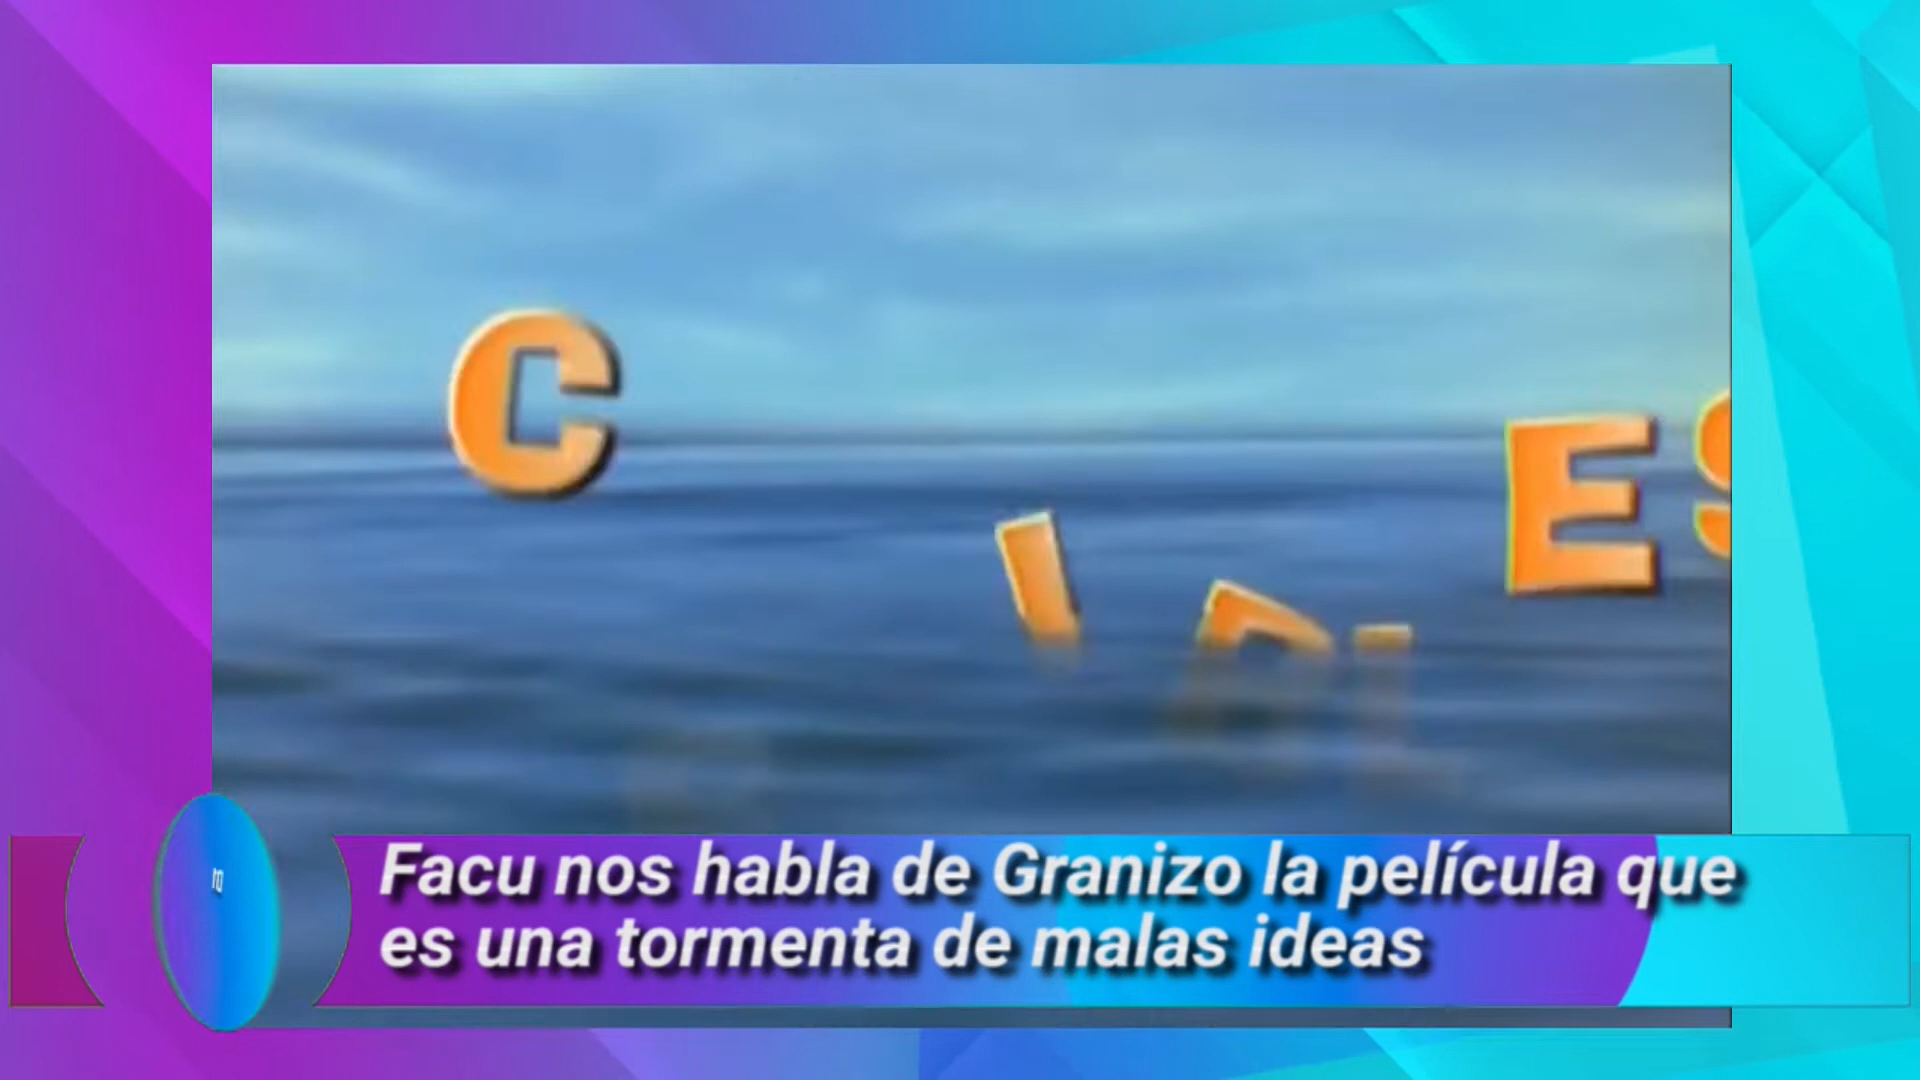 C I E
Facu nos habla de Granizo la película que
es una tormenta de malas ideas